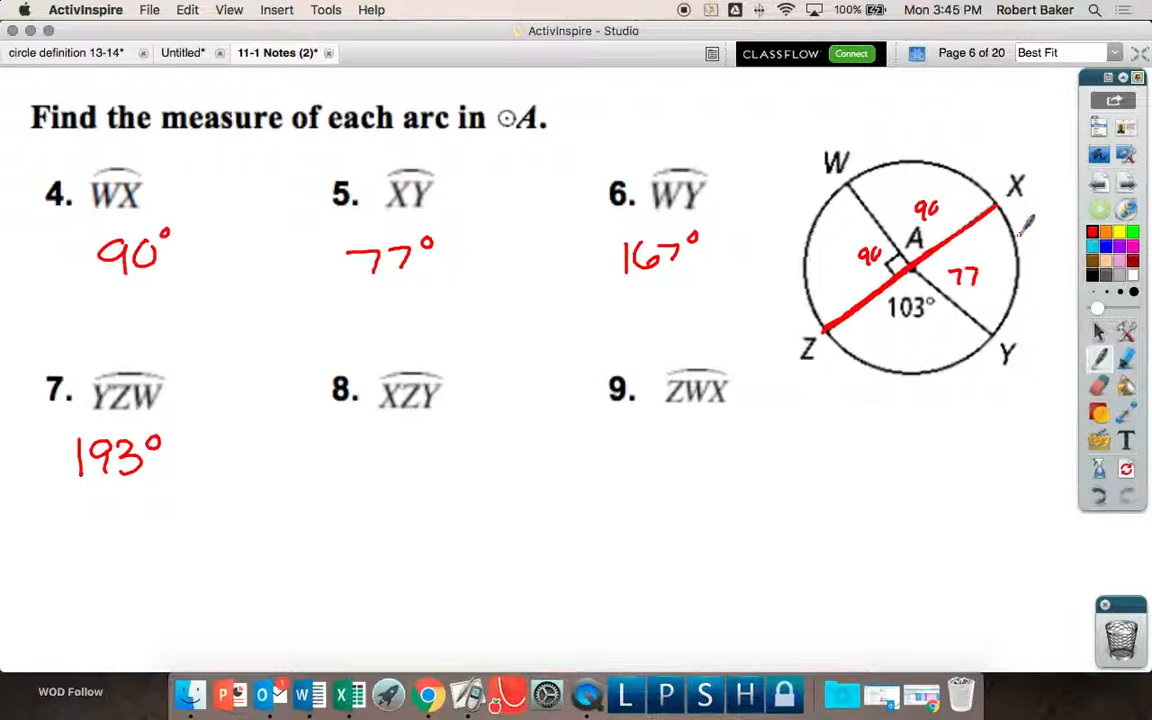 ActivInspire File Edit View Insert Tools Help 100% Mon 3:45 PM Robert Baker
ActivInspire - Studio
circle definition 13-14* Untitled* 11-1 Notes (2)* CLASSFLOW Connect Page 6 of 20 Best Fit
Find the measure of each arc in ⊙A.
4. WX 5. XY 6. WY
90° 77° 167°
7. YZW 8. XZY 9. ZWX
193°
W
X
90
A
90
77
103°
Z
Y
T
WOD Follow
P W X L P S H